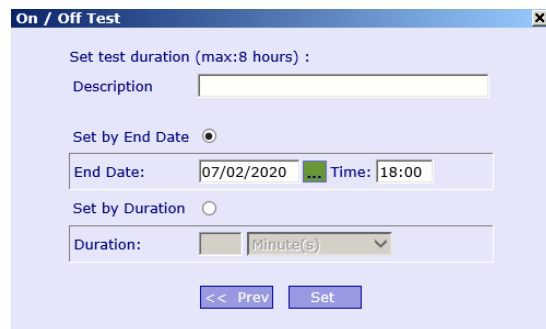 On / Off Test
Set test duration (max:8 hours) :
Description
Set by End Date
End Date: 07/02/2020 ... Time: 18:00
Set by Duration
Duration: Minute(s)
<< Prev Set